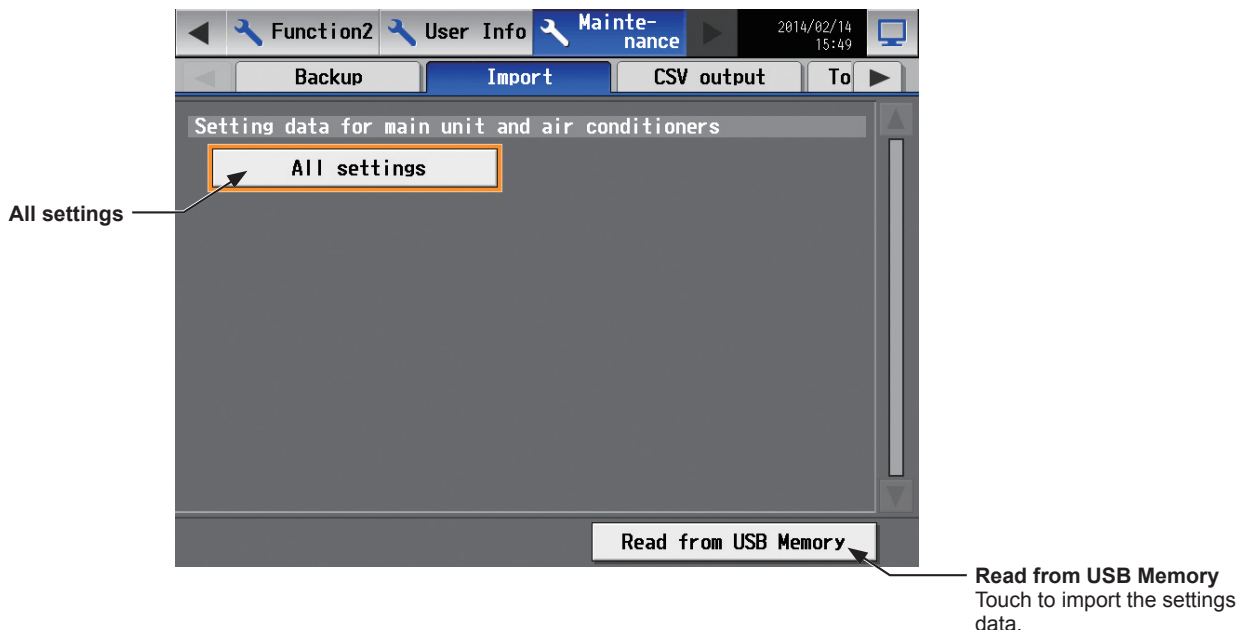 Function2
User Info
Mainte-
nance
2014/02/14
15:49
Backup
Import
CSV output
To
Setting data for main unit and air conditioners
All settings
All settings
Read from USB Memory
Read from USB Memory
Touch to import the settings
data.